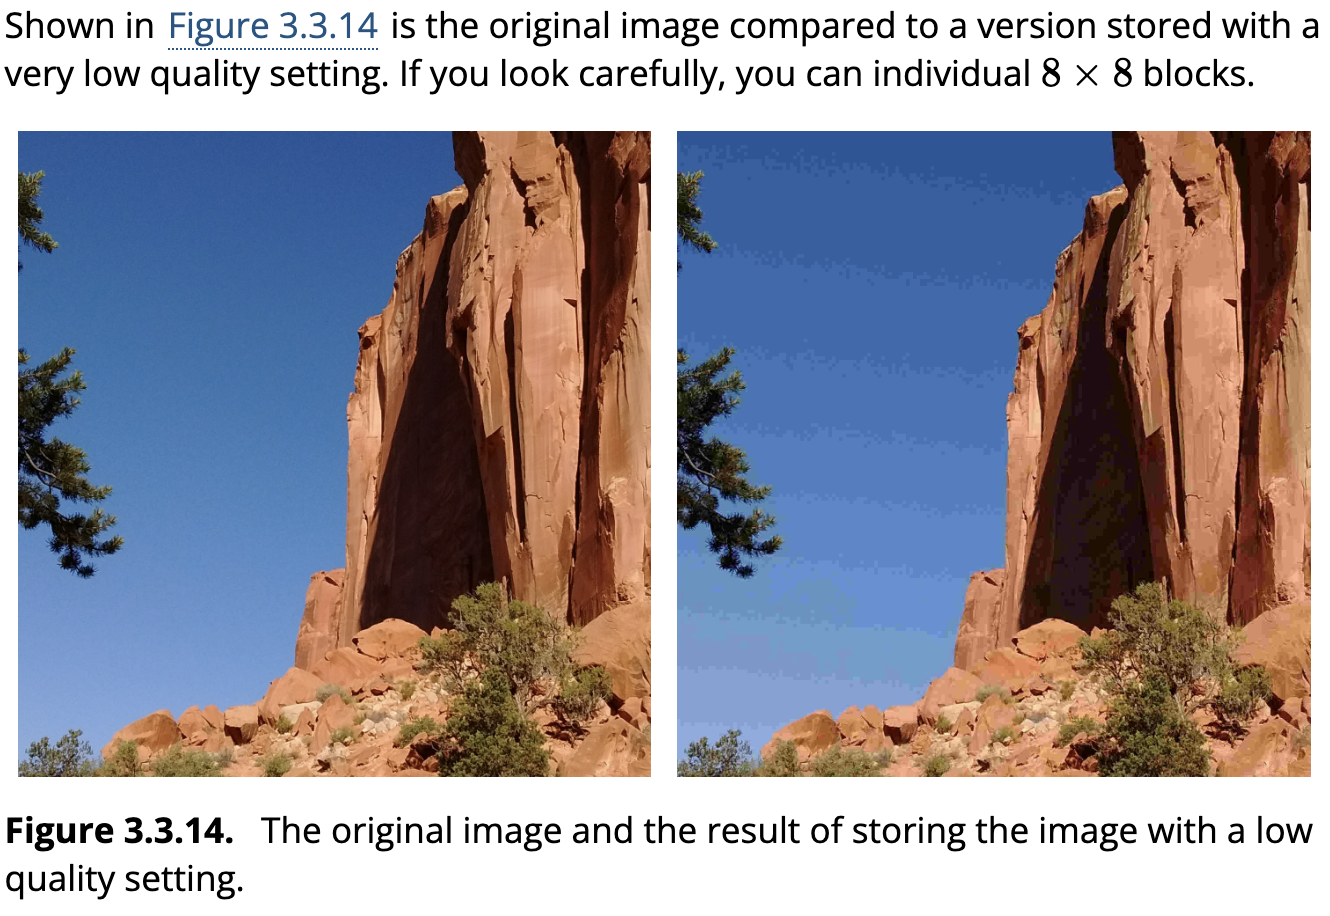 Shown in Figure 3.3.14 is the original image compared to a version stored with a
very low quality setting. If you look carefully, you can individual 8 × 8 blocks.
Figure 3.3.14. The original image and the result of storing the image with a low
quality setting.